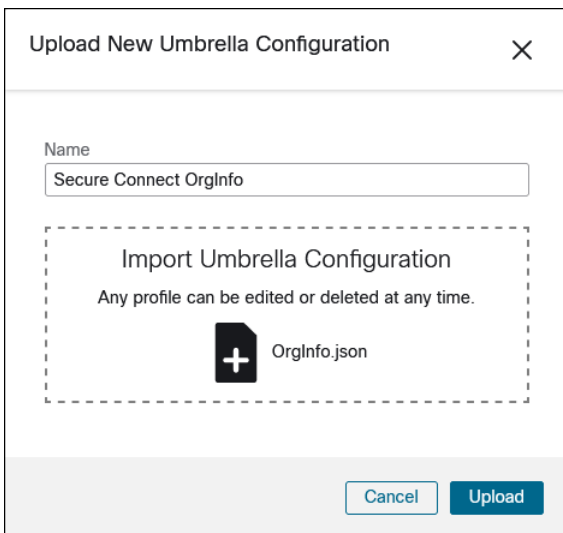 Upload New Umbrella Configuration
Name
Secure Connect OrgInfo
Import Umbrella Configuration
Any profile can be edited or deleted at any time.
OrgInfo.json
Cancel
Upload